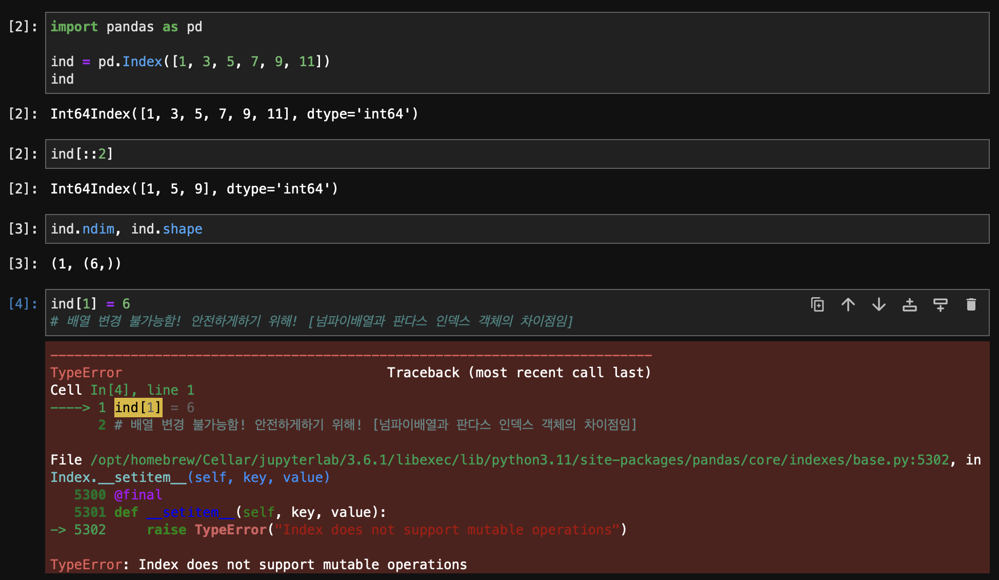 [2]: import pandas as pd
ind = pd.Index([1, 3, 5, 7, 9, 11])
ind
[2]: Int64Index([1, 3, 5, 7, 9, 11], dtype='int64')
[2]: ind[::2]
[2]: Int64Index([1, 5, 9], dtype='int64')
[3]: ind.ndim, ind.shape
[3]: (1, (6,))
[4]: ind[1] = 6
# 배열 변경 불가능함! 안전하게하기 위해! [넘파이배열과 판다스 인덱스 객체의 차이점임]
---------------------------------------------------------------------------
TypeError                                 Traceback (most recent call last)
Cell In[4], line 1
----> 1 ind[1] = 6
      2 # 배열 변경 불가능함! 안전하게하기 위해! [넘파이배열과 판다스 인덱스 객체의 차이점임]
File /opt/homebrew/Cellar/jupyterlab/3.6.1/libexec/lib/python3.11/site-packages/pandas/core/indexes/base.py:5302, in
Index.__setitem__(self, key, value)
   5300 @final
   5301 def __setitem__(self, key, value):
-> 5302     raise TypeError("Index does not support mutable operations")
TypeError: Index does not support mutable operations